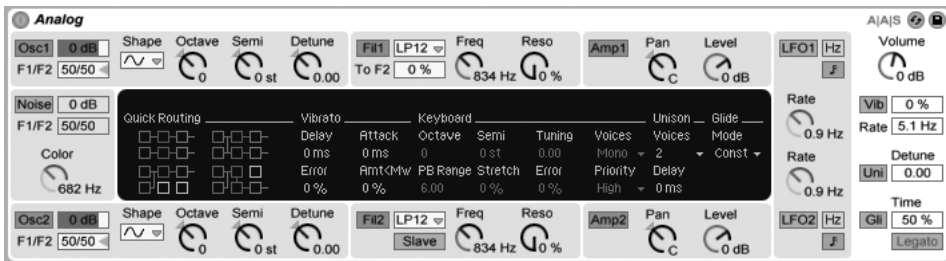 Analog A|A|S
Osc1 0 dB Shape Octave Semi Detune Fil1 LP12 Freq Reso Amp1 Pan Level LFO1 Hz Volume
F1/F2 50/50 0 0 st 0.00 To F2 0 % 834 Hz 0 % C 0 dB 0 dB
Noise 0 dB Rate Vib 0 %
F1/F2 50/50 Quick Routing Vibrato Keyboard Unison Glide 0.9 Hz Rate 5.1 Hz
Delay Attack Octave Semi Tuning Voices Voices Mode
Color 0 ms 0 ms 0 0 st 0.00 Mono 2 Const Rate Detune
Error Amt<Mw PB Range Stretch Error Priority Delay Uni 0.00
682 Hz 0 % 0 % 6.00 0 % 0 % High 0 ms 0.9 Hz
Osc2 0 dB Shape Octave Semi Detune Fil2 LP12 Freq Reso Amp2 Pan Level LFO2 Hz Time
Gli 50 %
F1/F2 50/50 0 0 st 0.00 Slave 834 Hz 0 % C 0 dB Legato